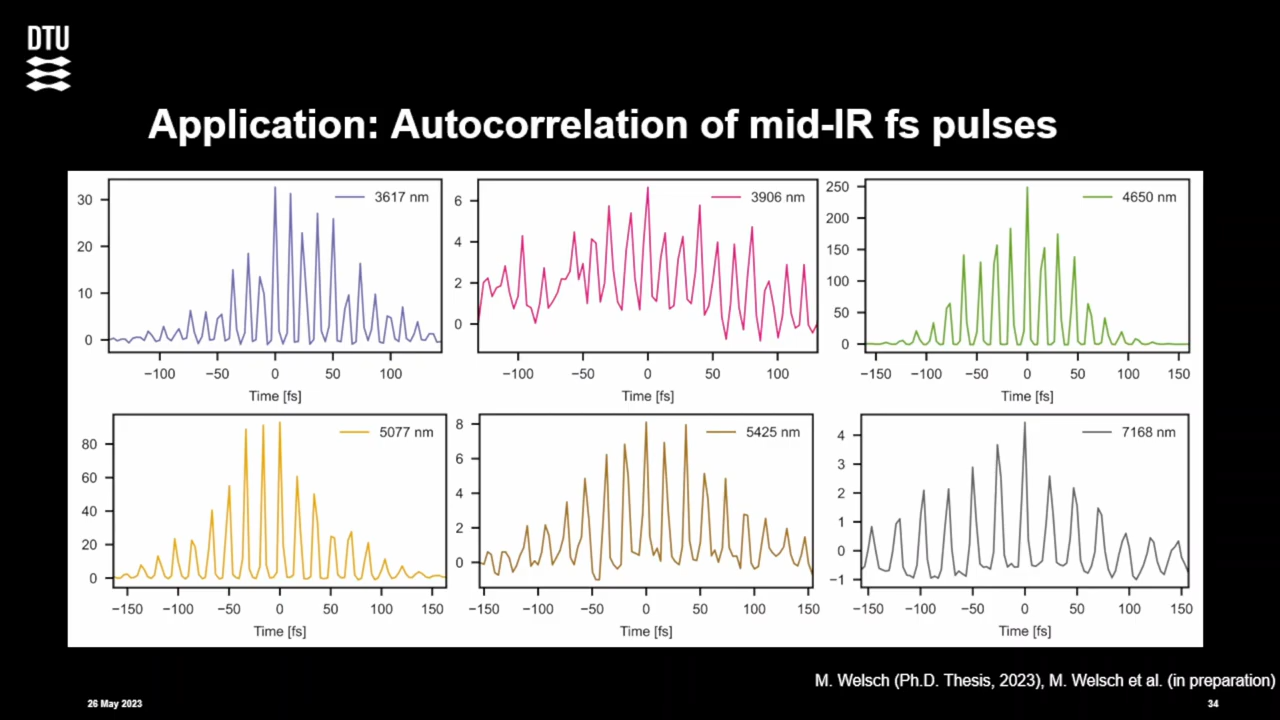 DTU
Application: Autocorrelation of mid-IR fs pulses
30
20
10
0
3617 nm
−100 −50 0 50 100
Time [fs]
6
4
2
0
3906 nm
−100 −50 0 50 100
Time [fs]
250
200
150
100
50
0
4650 nm
−150 −100 −50 0 50 100 150
Time [fs]
80
60
40
20
0
5077 nm
−150 −100 −50 0 50 100 150
Time [fs]
8
6
4
2
0
5425 nm
−150 −100 −50 0 50 100 150
Time [fs]
4
3
2
1
0
−1
7168 nm
−150 −100 −50 0 50 100 150
Time [fs]
M. Welsch (Ph.D. Thesis, 2023), M. Welsch et al. (in preparation)
26 May 2023
34